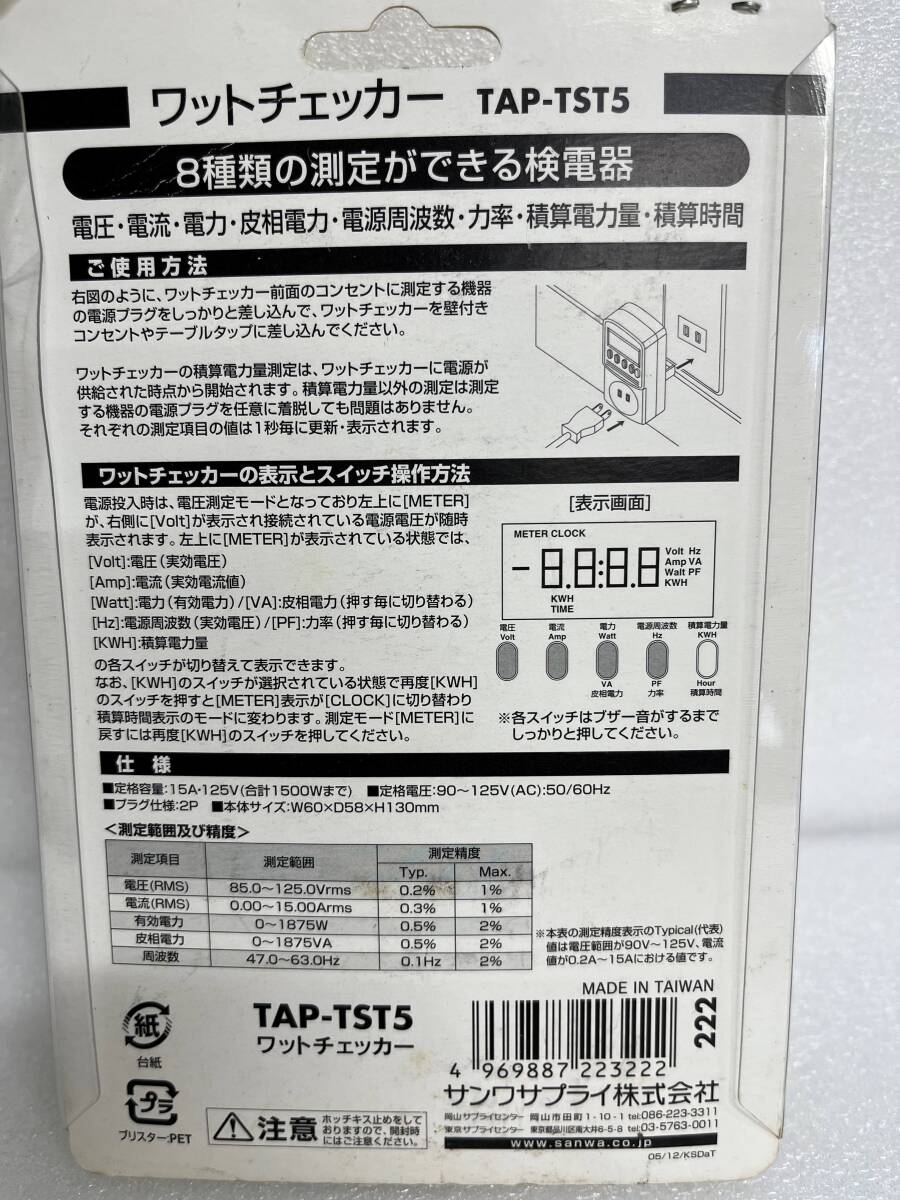 ワットチェッカー TAP-TST5
8種類の測定ができる検電器
電圧・電流・電力・皮相電力・電源周波数・力率・積算電力量・積算時間
ご使用方法
右図のように、ワットチェッカー前面のコンセントに測定する機器
の電源プラグをしっかりと差し込んで、ワットチェッカーを壁付き
コンセントやテーブルタップに差し込んでください。
ワットチェッカーの積算電力量測定は、ワットチェッカーに電源が
供給された時点から開始されます。積算電力量以外の測定は測定
する機器の電源プラグを任意に着脱しても問題はありません。
それぞれの測定項目の値は1秒毎に更新・表示されます。
ワットチェッカーの表示とスイッチ操作方法
電源投入時は、電圧測定モードとなっており左上に[METER]
が、右側に[Volt]が表示され接続されている電源電圧が随時
表示されます。左上に[METER]が表示されている状態では、
[Volt]:電圧(実効電圧)
[Amp]:電流(実効電流値)
[Watt]:電力(有効電力)/[VA]:皮相電力(押す毎に切り替わる)
[Hz]:電源周波数(実効電圧)/[PF]:力率(押す毎に切り替わる)
[KWH]:積算電力量
の各スイッチが切り替えて表示できます。
なお、[KWH]のスイッチが選択されている状態で再度[KWH]
のスイッチを押すと[METER]表示が[CLOCK]に切り替わり
積算時間表示のモードに変わります。測定モード[METER]に
戻すには再度[KWH]のスイッチを押してください。
[表示画面]
METER CLOCK
-8.8:8.8
Volt Hz
Amp VA
Walt PF
KWH
KWH
TIME
電圧 電流 電力 電源周波数 積算電力量
Volt Amp Watt Hz KWH
VA PF Hour
皮相電力 力率 積算時間
※各スイッチはブザー音がするまで
しっかりと押してください。
仕様
■定格容量:15A・125V(合計1500Wまで) ■定格電圧:90〜125V(AC):50/60Hz
■プラグ仕様:2P ■本体サイズ:W60×D58×H130mm
<測定範囲及び精度>
測定項目 測定範囲 測定精度
Typ. Max.
電圧(RMS) 85.0〜125.0Vrms 0.2% 1%
電流(RMS) 0.00〜15.00Arms 0.3% 1%
有効電力 0〜1875W 0.5% 2%
皮相電力 0〜1875VA 0.5% 2%
周波数 47.0〜63.0Hz 0.1Hz 2%
※本表の測定精度表示のTypical(代表)
値は電圧範囲が90V〜125V、電流
値が0.2A〜15Aにおける値です。
MADE IN TAIWAN
紙
台紙
プラ
ブリスター:PET
TAP-TST5
ワットチェッカー
222
4 969887 223222
サンワサプライ株式会社
岡山サプライセンター 岡山市田町1-10-1 tel:086-223-3311
東京サプライセンター 東京都品川区南大井6-5-8 tel:03-5763-0011
www.sanwa.co.jp
注意
ホッチキス止めをして
おりますので、開封時
にはご注意ください。
05/12/KSDaT